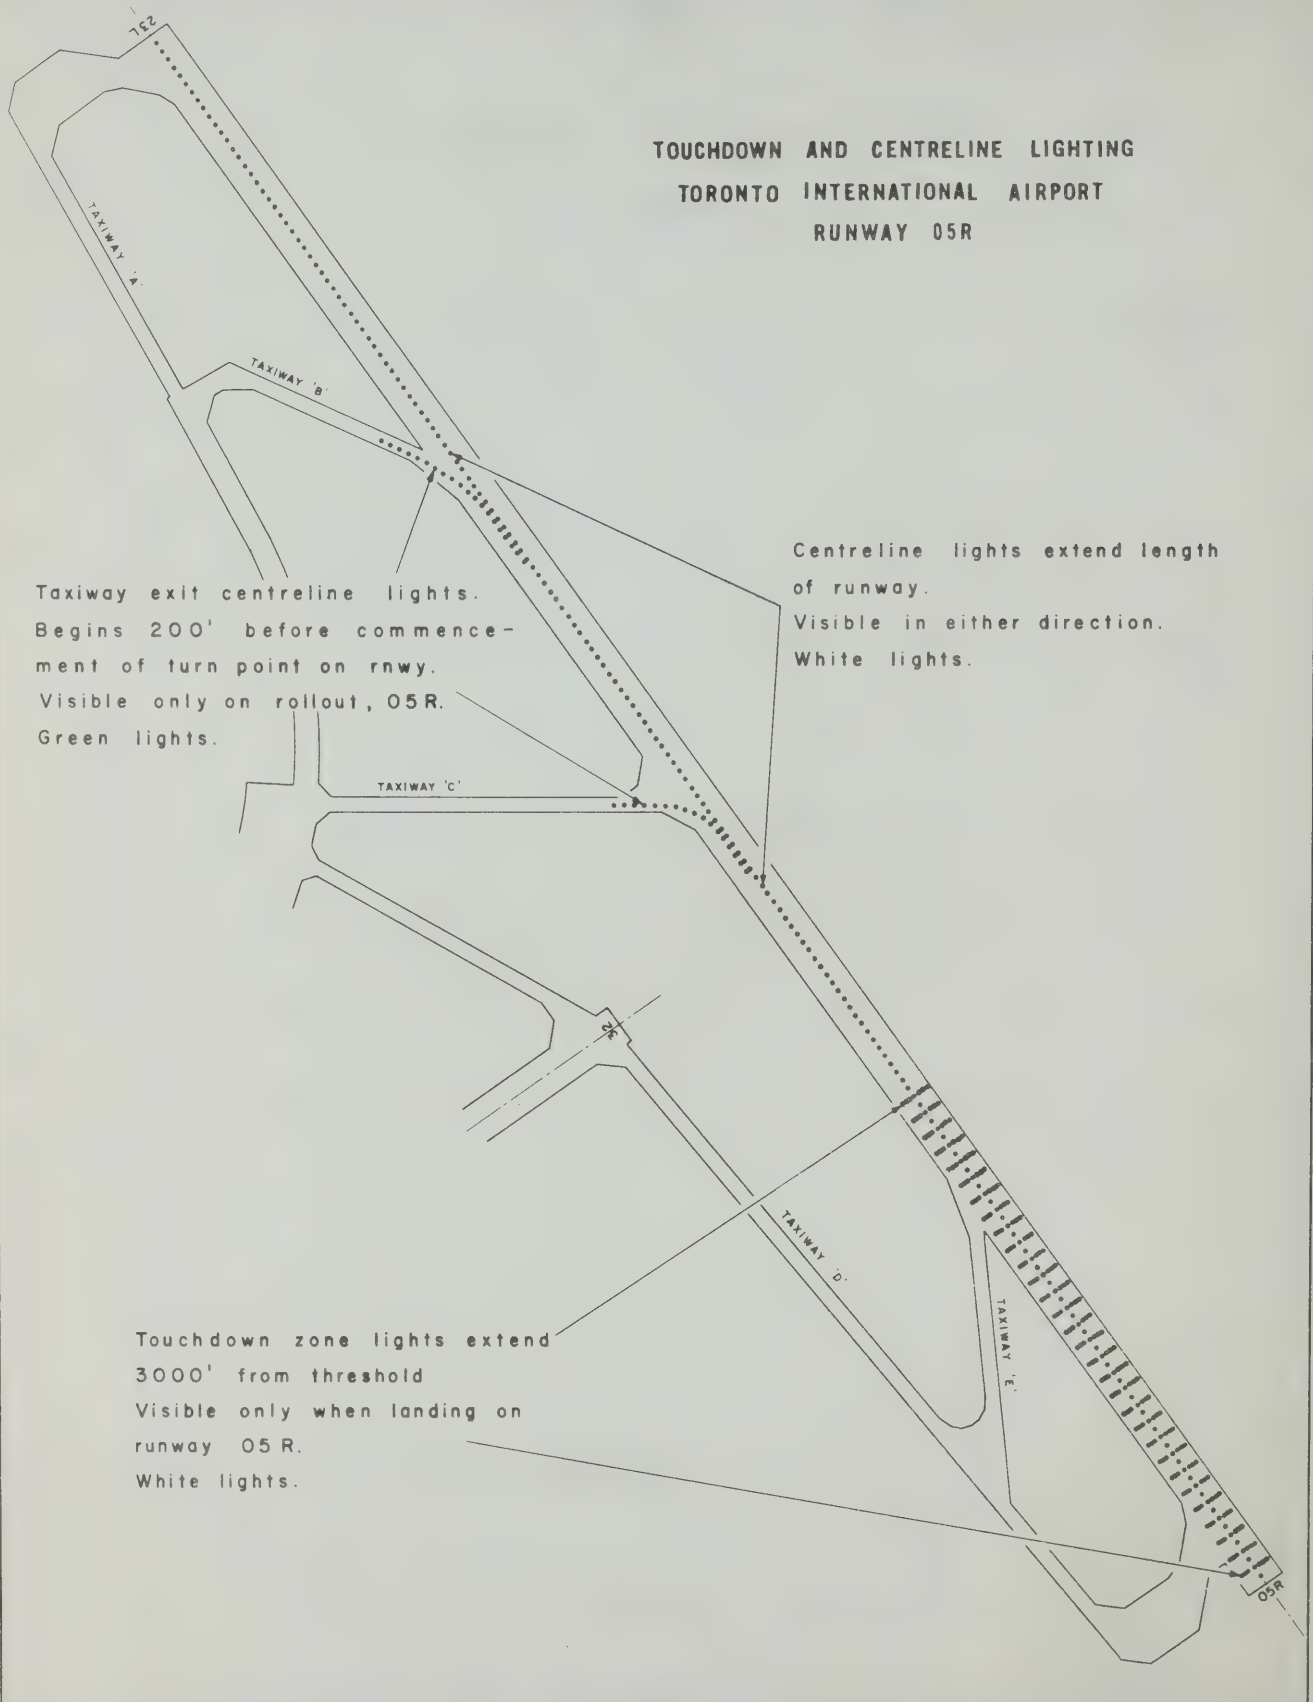 23L
TOUCHDOWN AND CENTRELINE LIGHTING
TORONTO INTERNATIONAL AIRPORT
RUNWAY 05R
TAXIWAY 'A'
TAXIWAY 'B'
Centreline lights extend length
of runway.
Visible in either direction.
White lights.
Taxiway exit centreline lights.
Begins 200' before commence-
ment of turn point on rnwy.
Visible only on rollout, 05R.
Green lights.
TAXIWAY 'C'
32
TAXIWAY 'D'
TAXIWAY 'E'
Touchdown zone lights extend
3000' from threshold
Visible only when landing on
runway 05R.
White lights.
05R